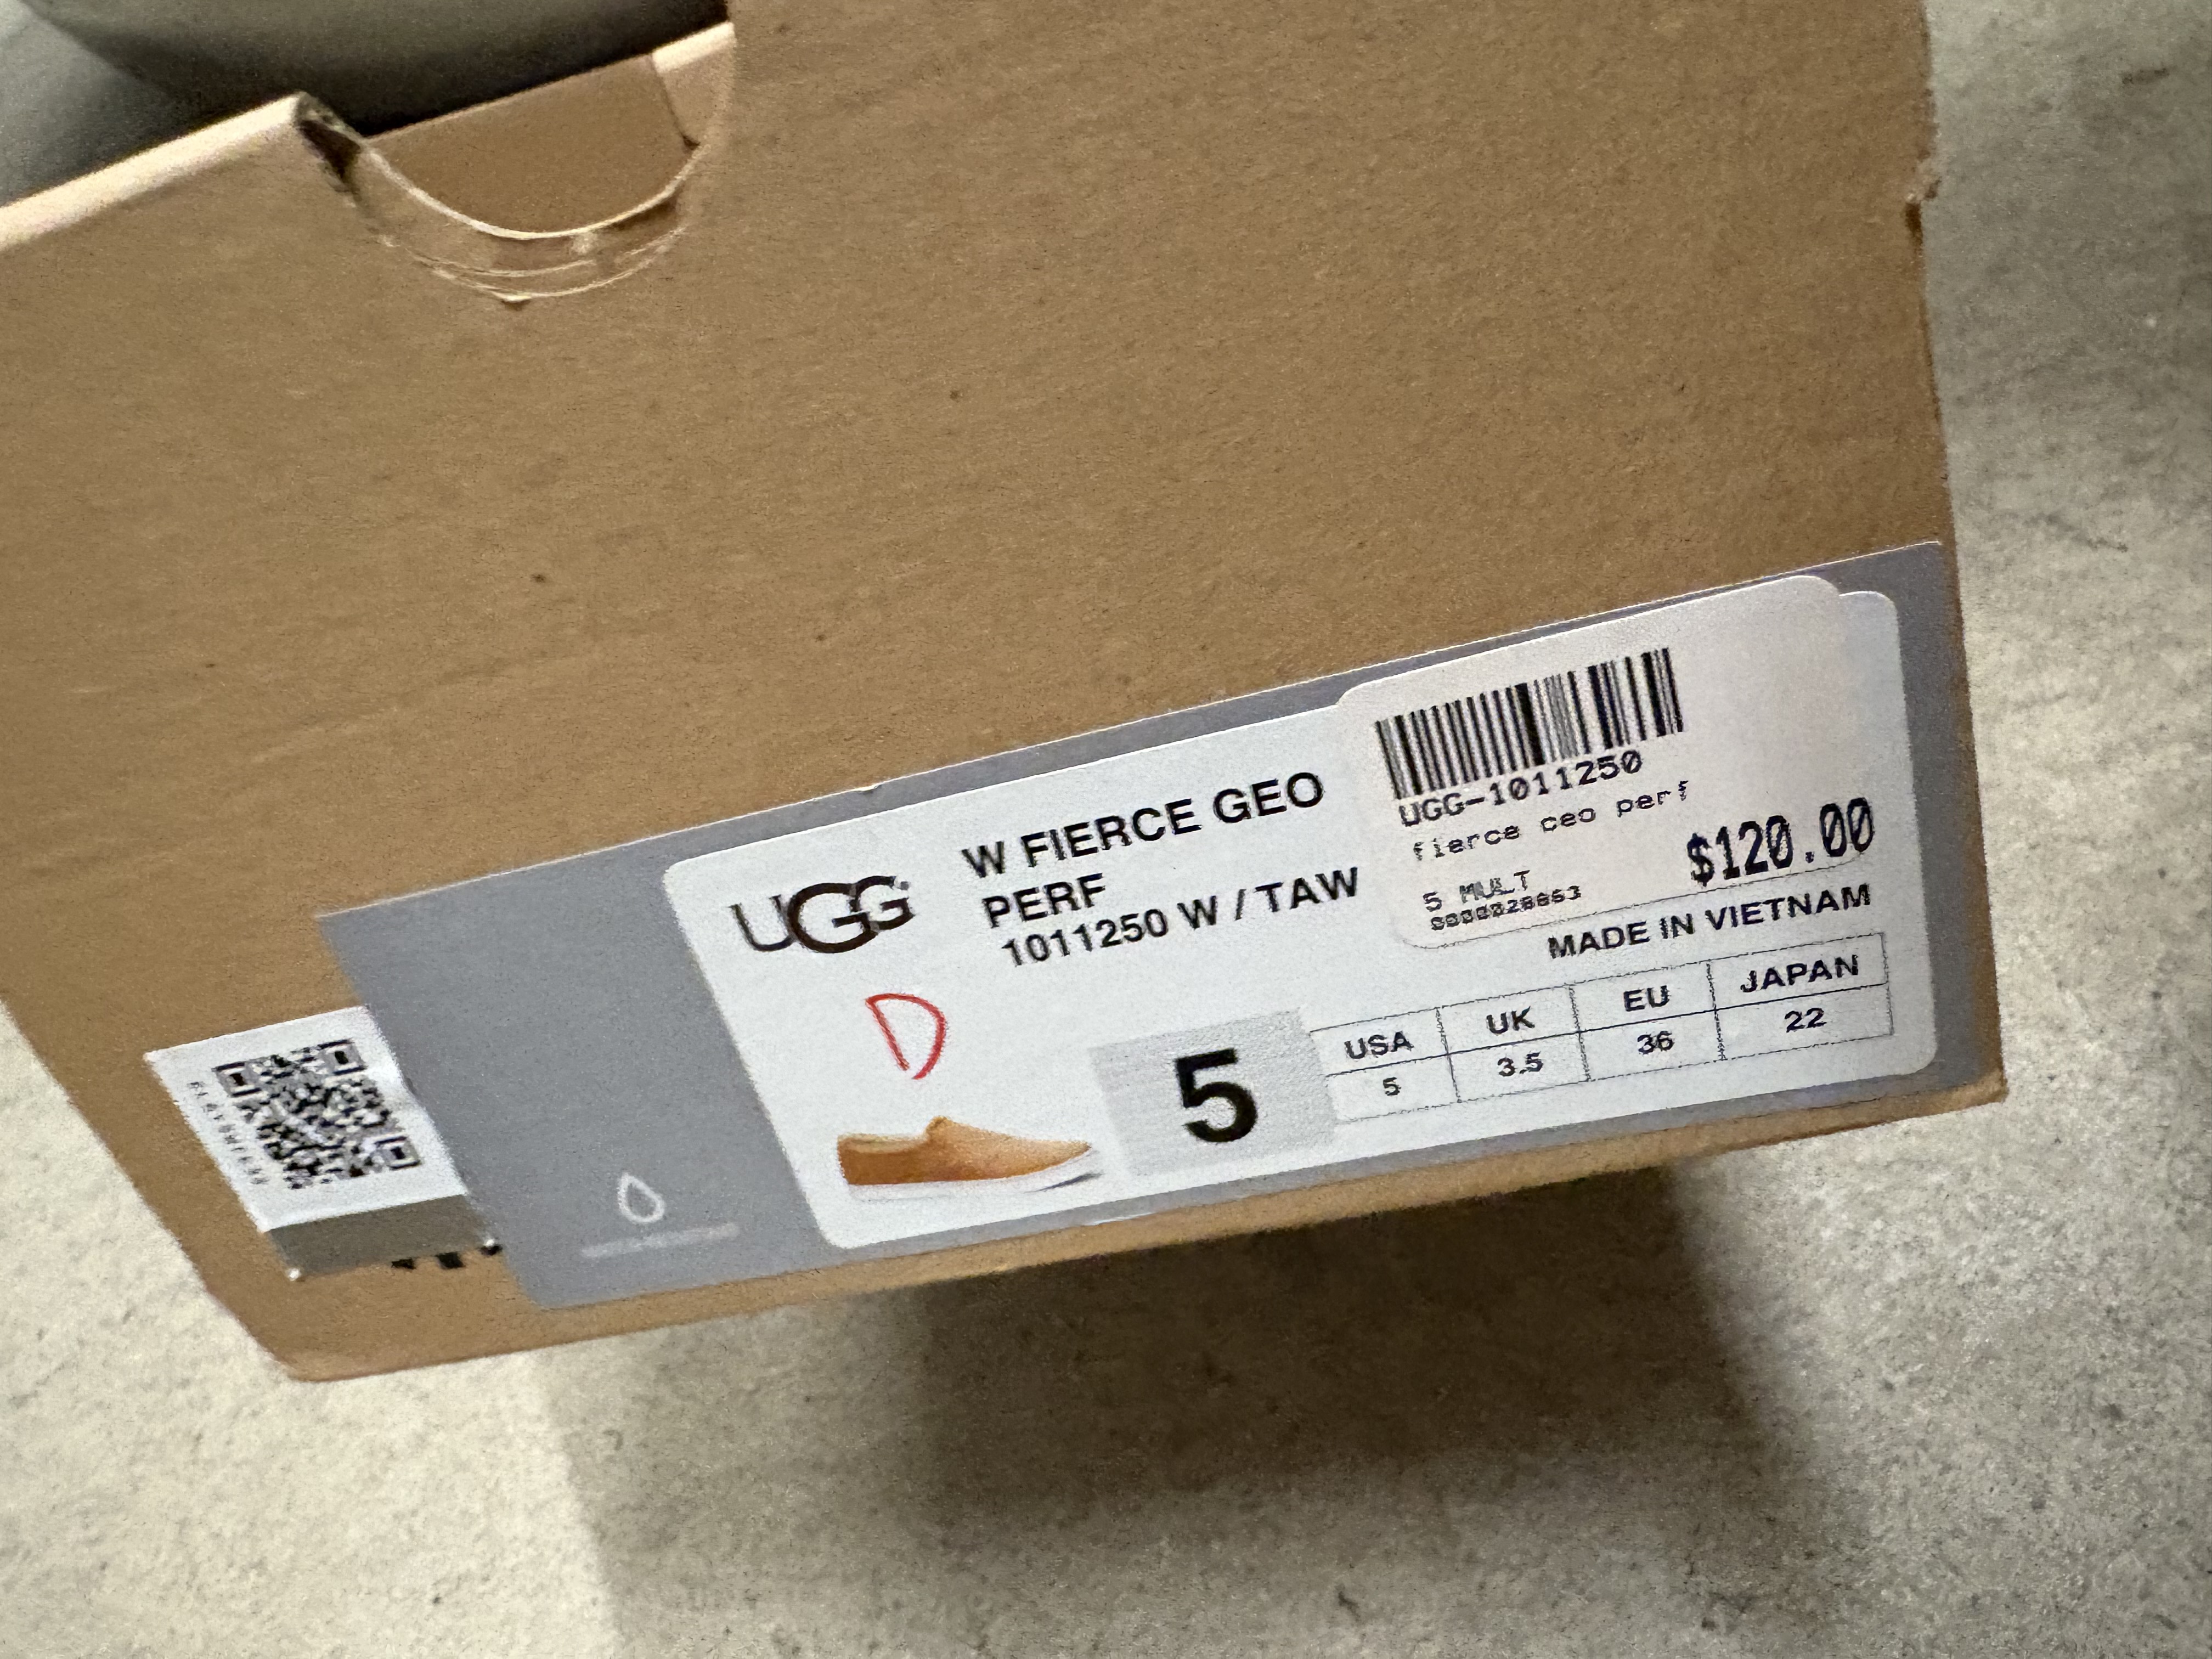 UGG
W FIERCE GEO
PERF
1011250 W / TAW
UGG-1011250
fierce ceo perf
$120.00
5 MULT
MADE IN VIETNAM
D
5
USA UK EU JAPAN
5 3.5 36 22